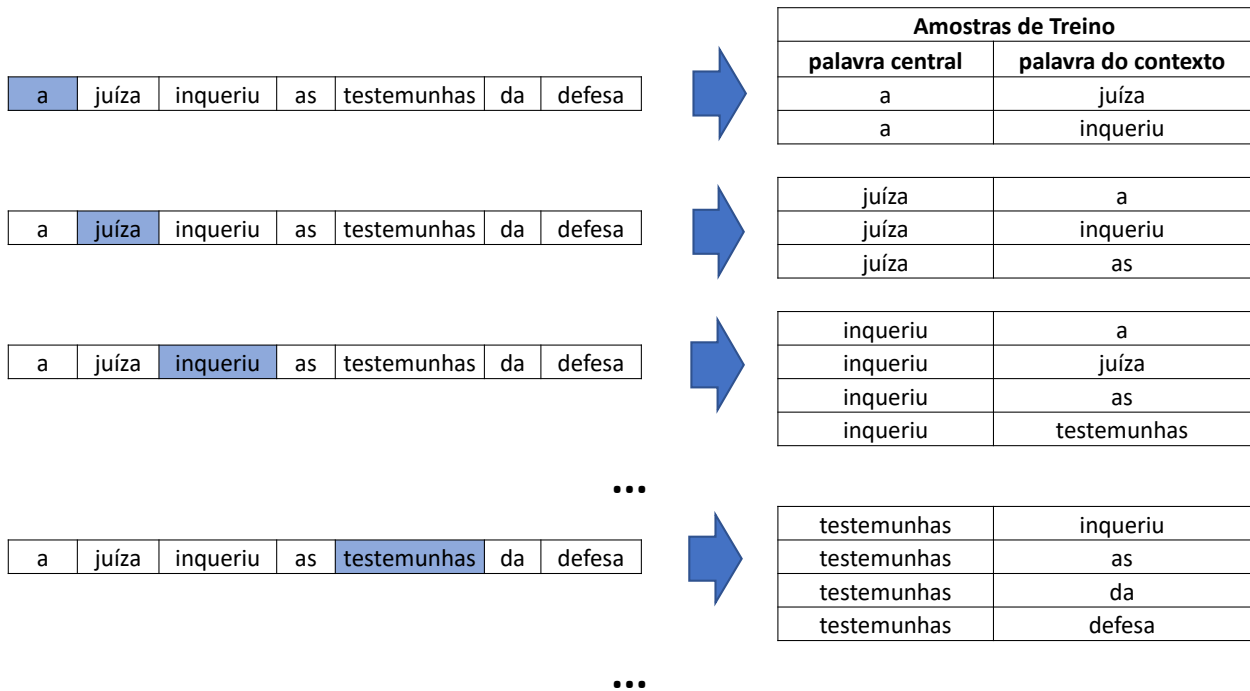 Amostras de Treino
palavra central palavra do contexto
a juíza inqueriu as testemunhas da defesa
a juíza
a inqueriu
a juíza inqueriu as testemunhas da defesa
juíza a
juíza inqueriu
juíza as
a juíza inqueriu as testemunhas da defesa
inqueriu a
inqueriu juíza
inqueriu as
inqueriu testemunhas
...
a juíza inqueriu as testemunhas da defesa
testemunhas inqueriu
testemunhas as
testemunhas da
testemunhas defesa
...